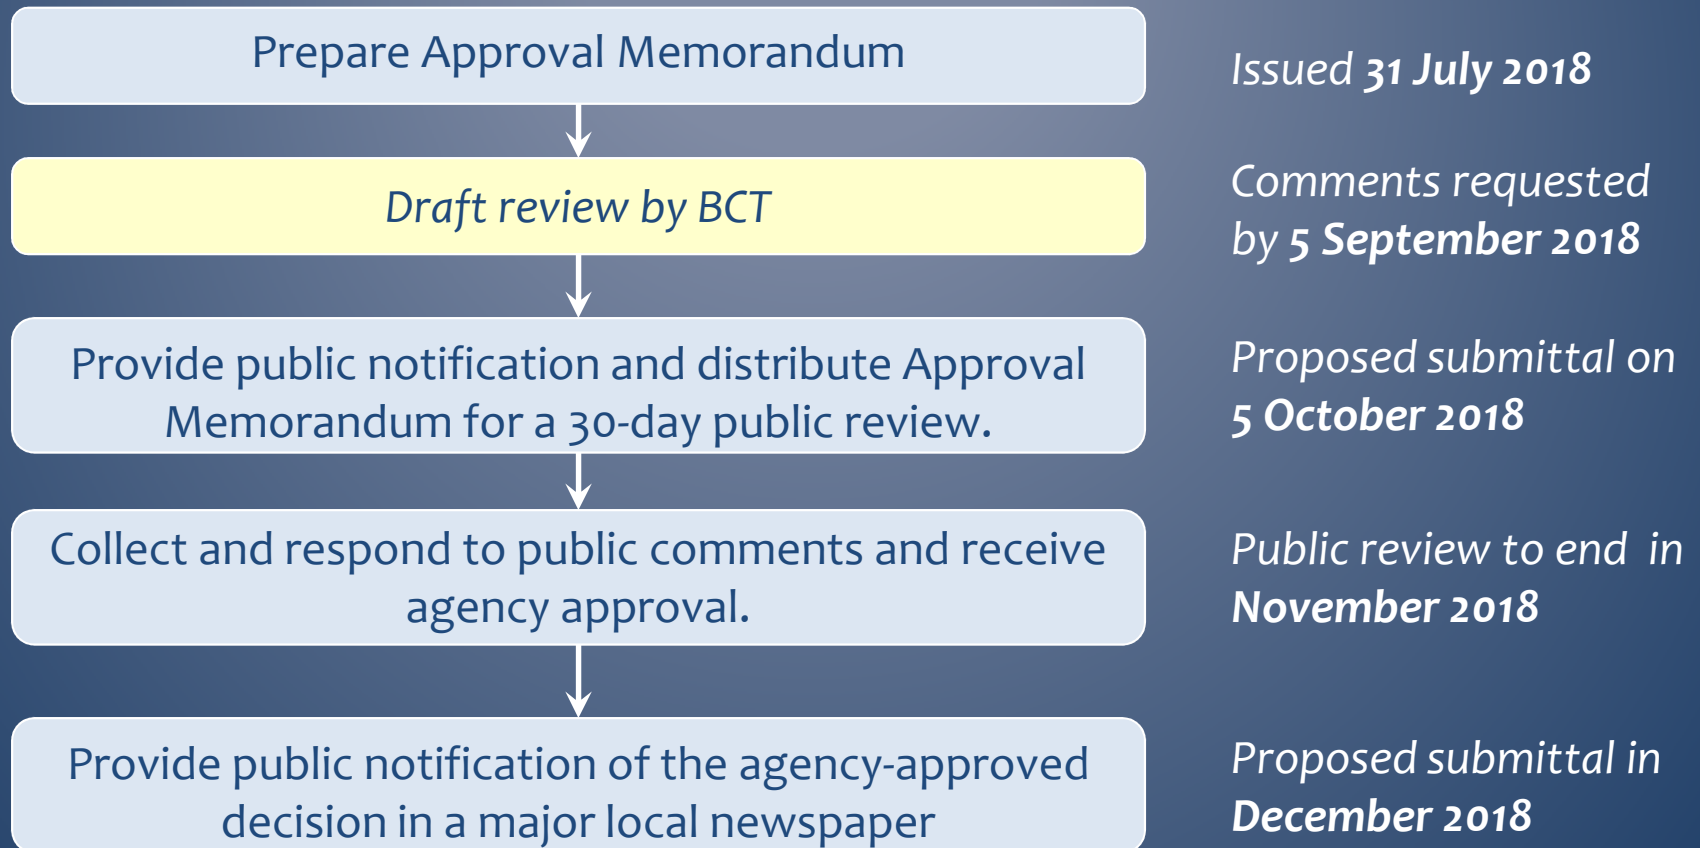 Prepare Approval Memorandum
Issued 31 July 2018
Draft review by BCT
Comments requested
by 5 September 2018
Provide public notification and distribute Approval
Memorandum for a 30-day public review.
Proposed submittal on
5 October 2018
Collect and respond to public comments and receive
agency approval.
Public review to end  in
November 2018
Provide public notification of the agency-approved
decision in a major local newspaper
Proposed submittal in
December 2018